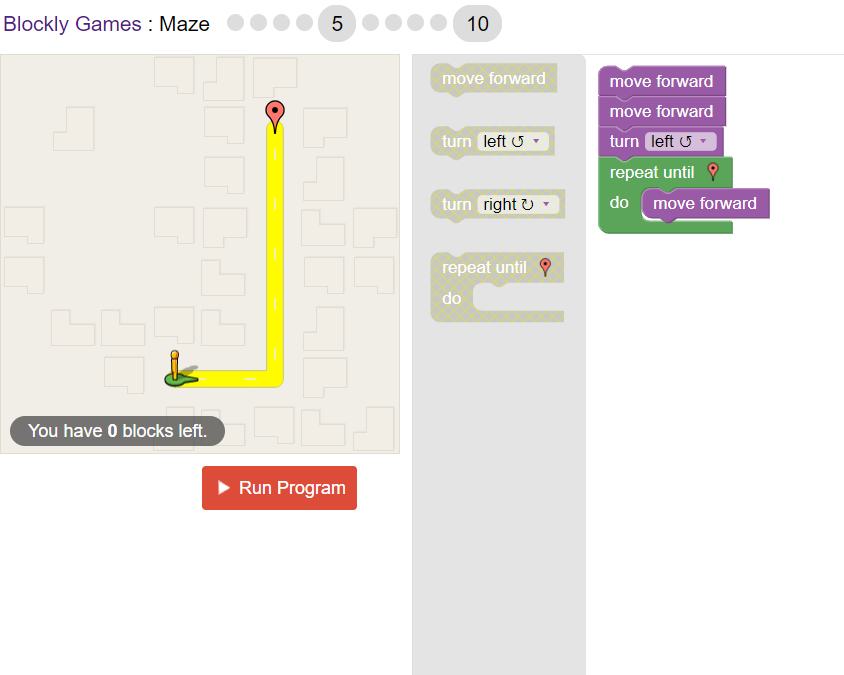 Blockly Games : Maze 5 10
move forward
turn left ↺
turn right ↻
repeat until
do
move forward
move forward
turn left ↺
repeat until
do move forward
You have 0 blocks left.
Run Program